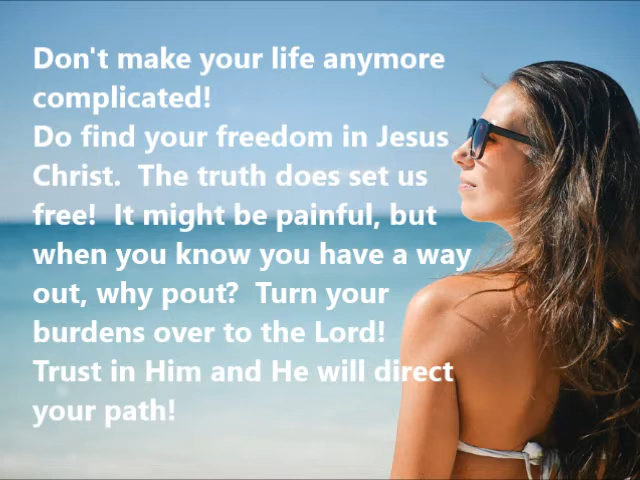 Don't make your life anymore
complicated!
Do find your freedom in Jesus
Christ.  The truth does set us
free!  It might be painful, but
when you know you have a way
out, why pout?  Turn your
burdens over to the Lord!
Trust in Him and He will direct
your path!